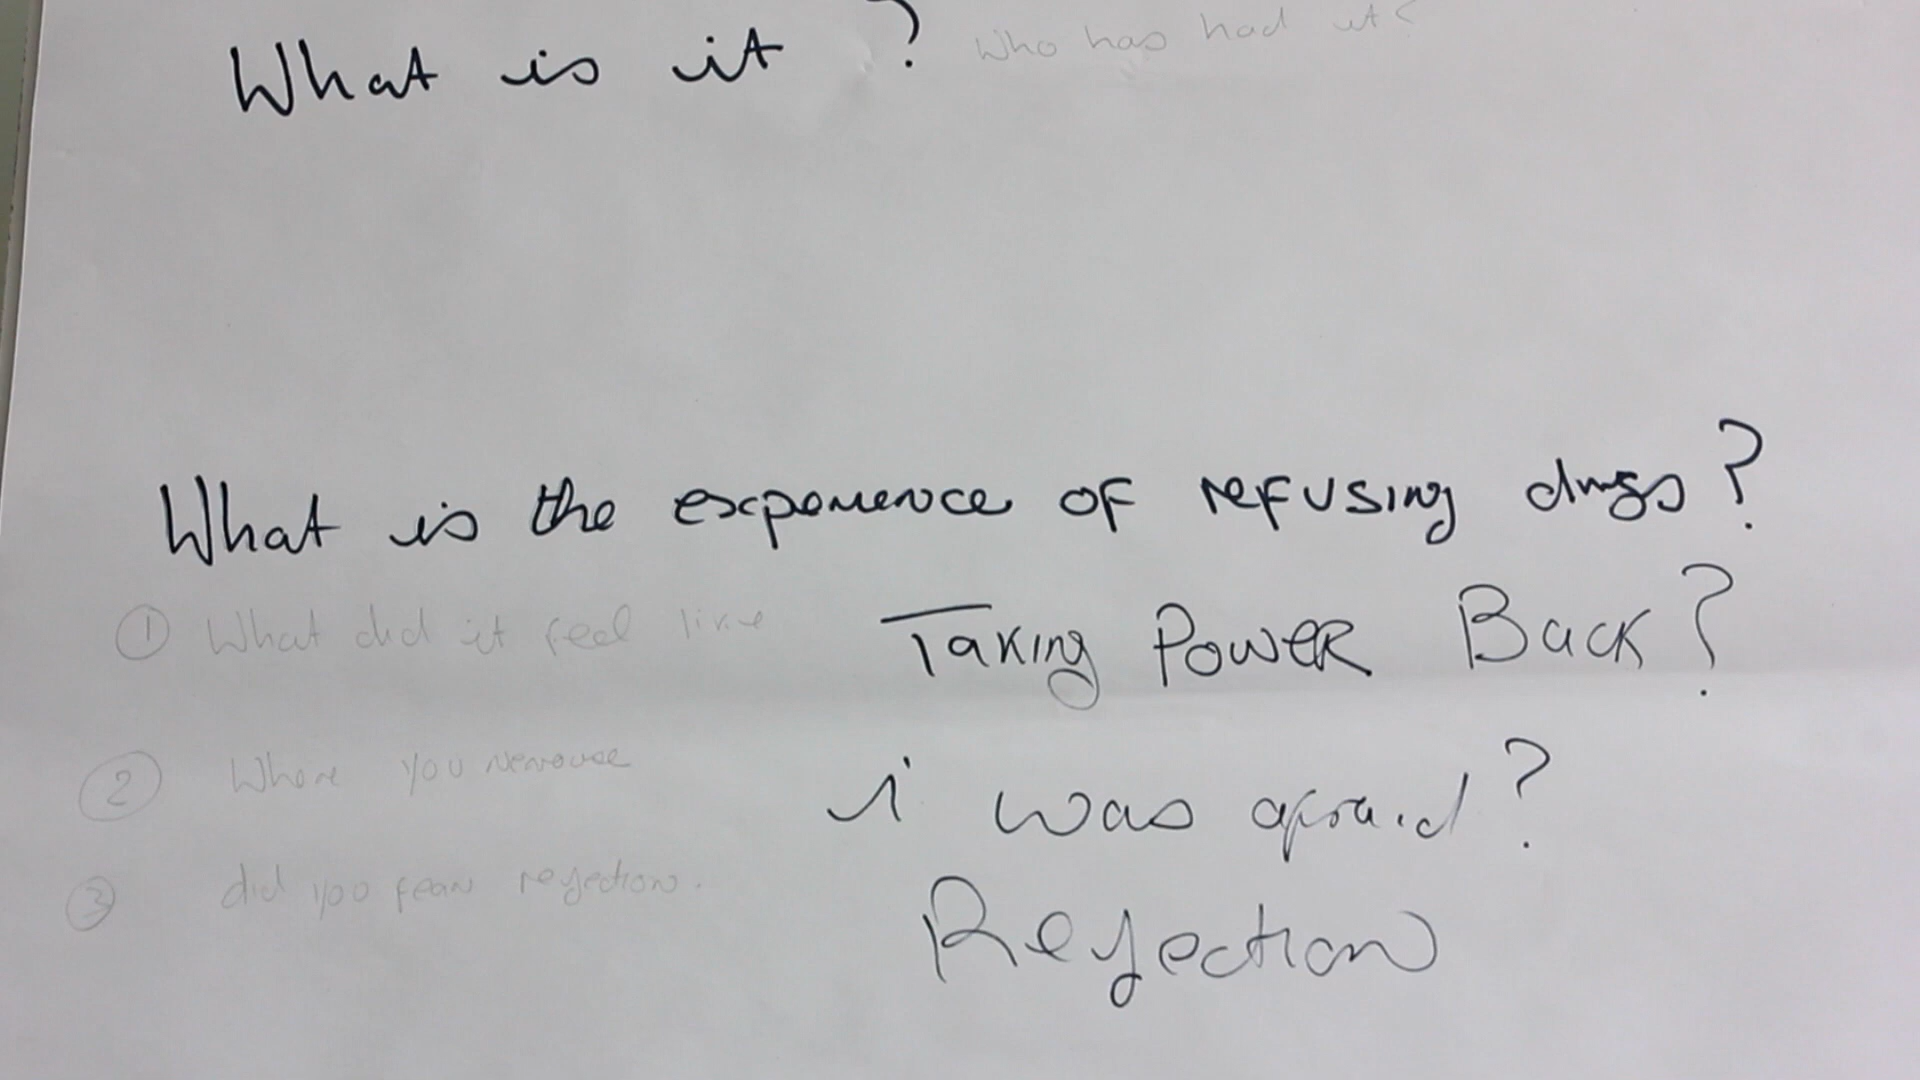 What is it ? Who has had it?
What is the experience of refusing drugs?
① What did it feel like Taking Power Back?
② Where you nervouse i was afraid?
③ did you fear rejection. Rejection